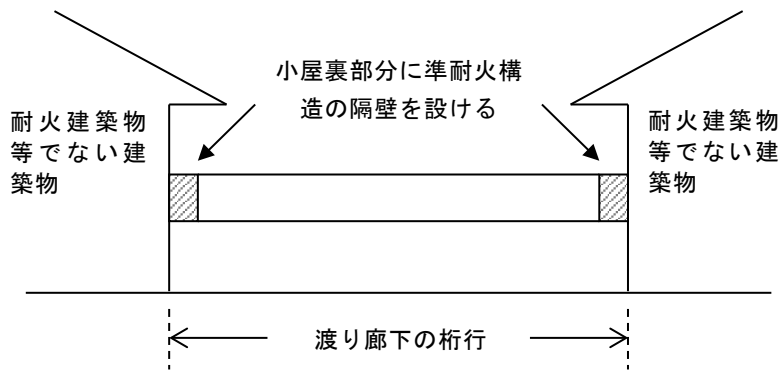 小屋裏部分に準耐火構
造の隔壁を設ける
耐火建築物
等でない建
築物
耐火建築物
等でない建
築物
渡り廊下の桁行